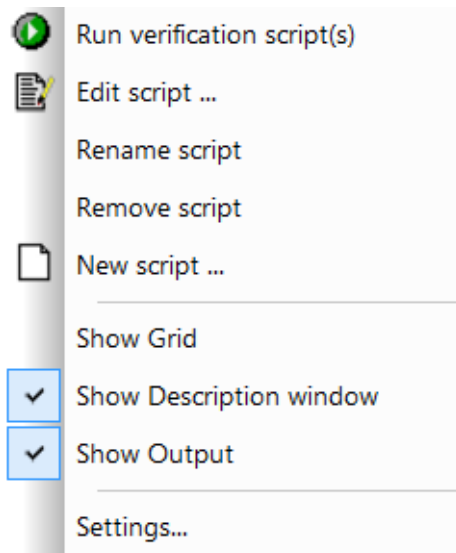 Run verification script(s)
Edit script ...
Rename script
Remove script
New script ...
Show Grid
Show Description window
Show Output
Settings...